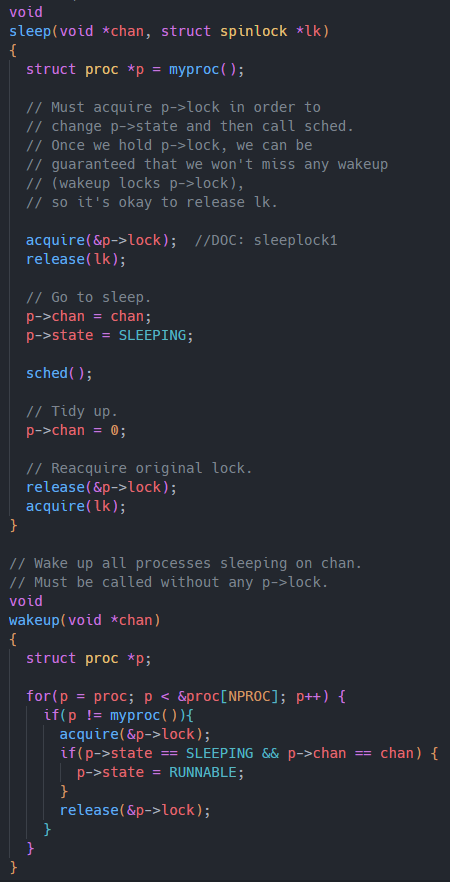 void
sleep(void *chan, struct spinlock *lk)
{
  struct proc *p = myproc();
  
  // Must acquire p->lock in order to
  // change p->state and then call sched.
  // Once we hold p->lock, we can be
  // guaranteed that we won't miss any wakeup
  // (wakeup locks p->lock),
  // so it's okay to release lk.

  acquire(&p->lock);  //DOC: sleeplock1
  release(lk);

  // Go to sleep.
  p->chan = chan;
  p->state = SLEEPING;

  sched();

  // Tidy up.
  p->chan = 0;

  // Reacquire original lock.
  release(&p->lock);
  acquire(lk);
}

// Wake up all processes sleeping on chan.
// Must be called without any p->lock.
void
wakeup(void *chan)
{
  struct proc *p;

  for(p = proc; p < &proc[NPROC]; p++) {
    if(p != myproc()){
      acquire(&p->lock);
      if(p->state == SLEEPING && p->chan == chan) {
        p->state = RUNNABLE;
      }
      release(&p->lock);
    }
  }
}